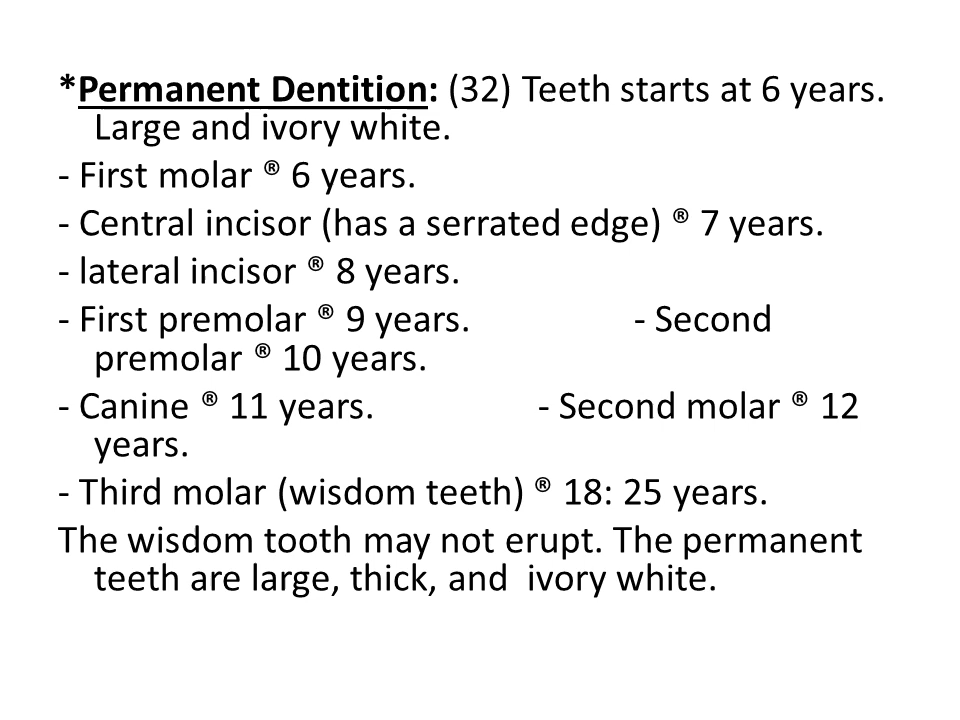 *Permanent Dentition: (32) Teeth starts at 6 years.
Large and ivory white.
- First molar ® 6 years.
- Central incisor (has a serrated edge) ® 7 years.
- lateral incisor ® 8 years.
- First premolar ® 9 years. - Second
premolar ® 10 years.
- Canine ® 11 years. - Second molar ® 12
years.
- Third molar (wisdom teeth) ® 18: 25 years.
The wisdom tooth may not erupt. The permanent
teeth are large, thick, and ivory white.